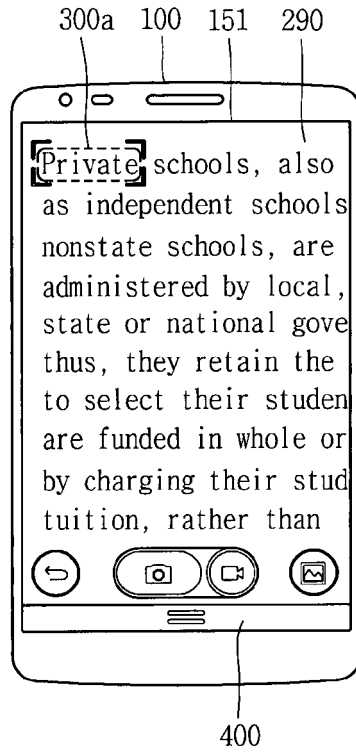 300a 100 151 290
Private schools, also
as independent schools
nonstate schools, are
administered by local,
state or national gove
thus, they retain the
to select their studen
are funded in whole or
by charging their stud
tuition, rather than
400